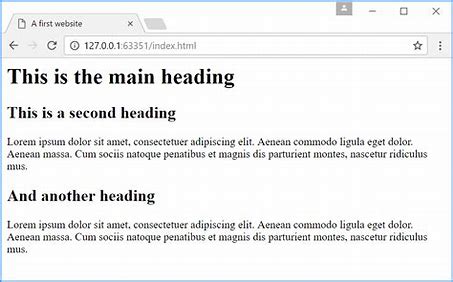 A first website
127.0.0.1:63351/index.html
This is the main heading
This is a second heading
Lorem ipsum dolor sit amet, consectetuer adipiscing elit. Aenean commodo ligula eget dolor.
Aenean massa. Cum sociis natoque penatibus et magnis dis parturient montes, nascetur ridiculus
mus.
And another heading
Lorem ipsum dolor sit amet, consectetuer adipiscing elit. Aenean commodo ligula eget dolor.
Aenean massa. Cum sociis natoque penatibus et magnis dis parturient montes, nascetur ridiculus
mus.